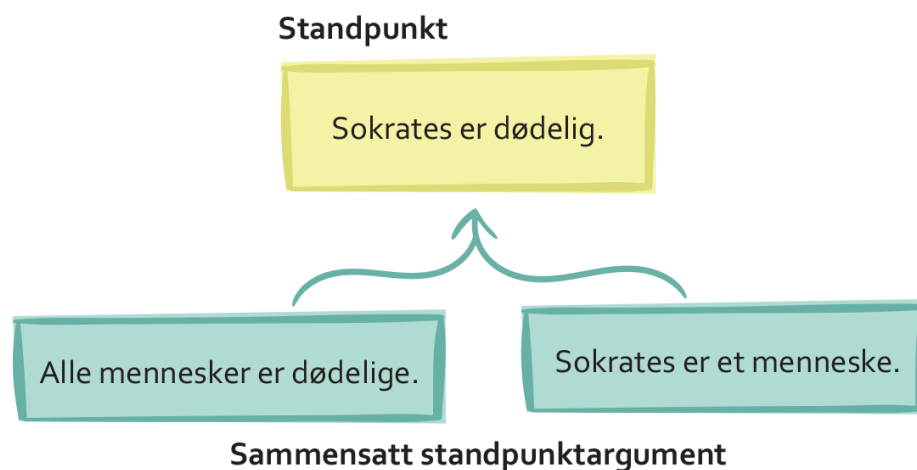 Standpunkt
Sokrates er dødelig.
Alle mennesker er dødelige.
Sokrates er et menneske.
Sammensatt standpunktargument